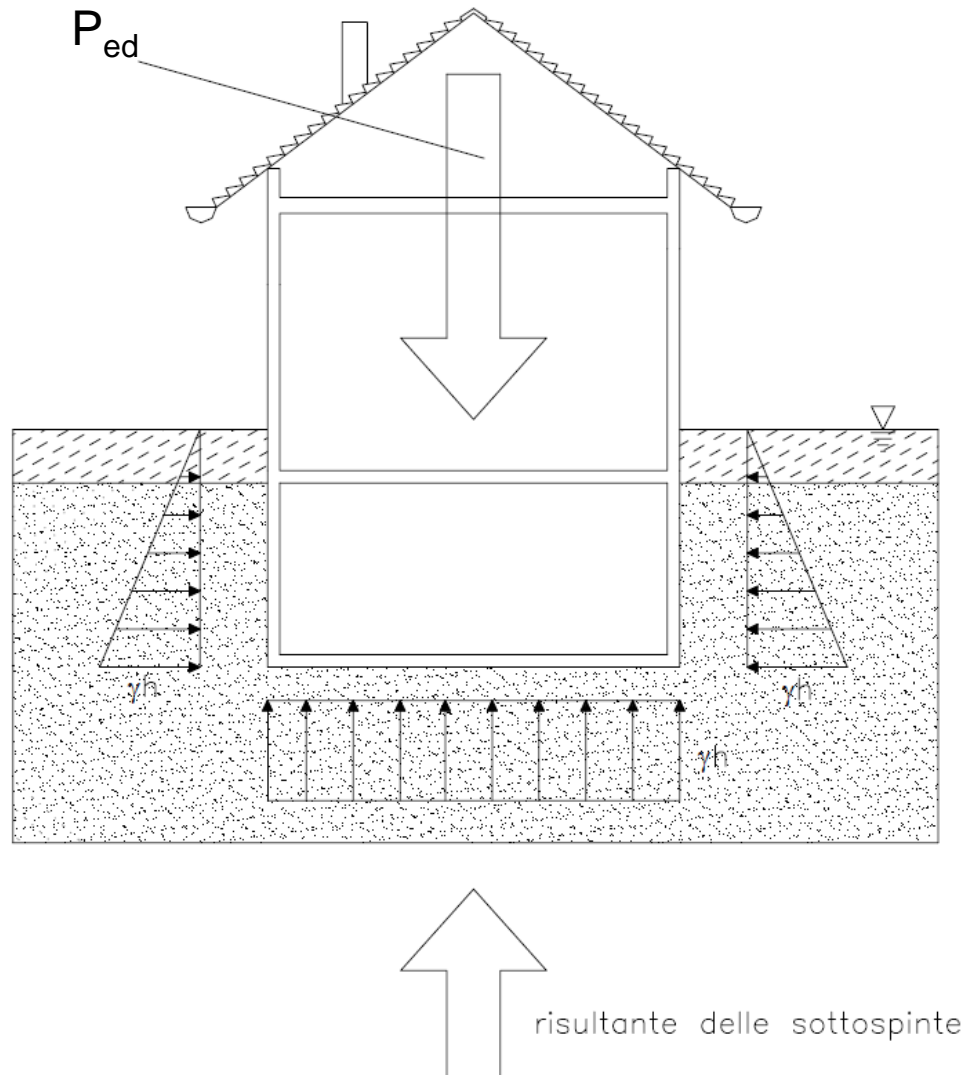 P_ed
γh
γh
γh
risultante delle sottospinte